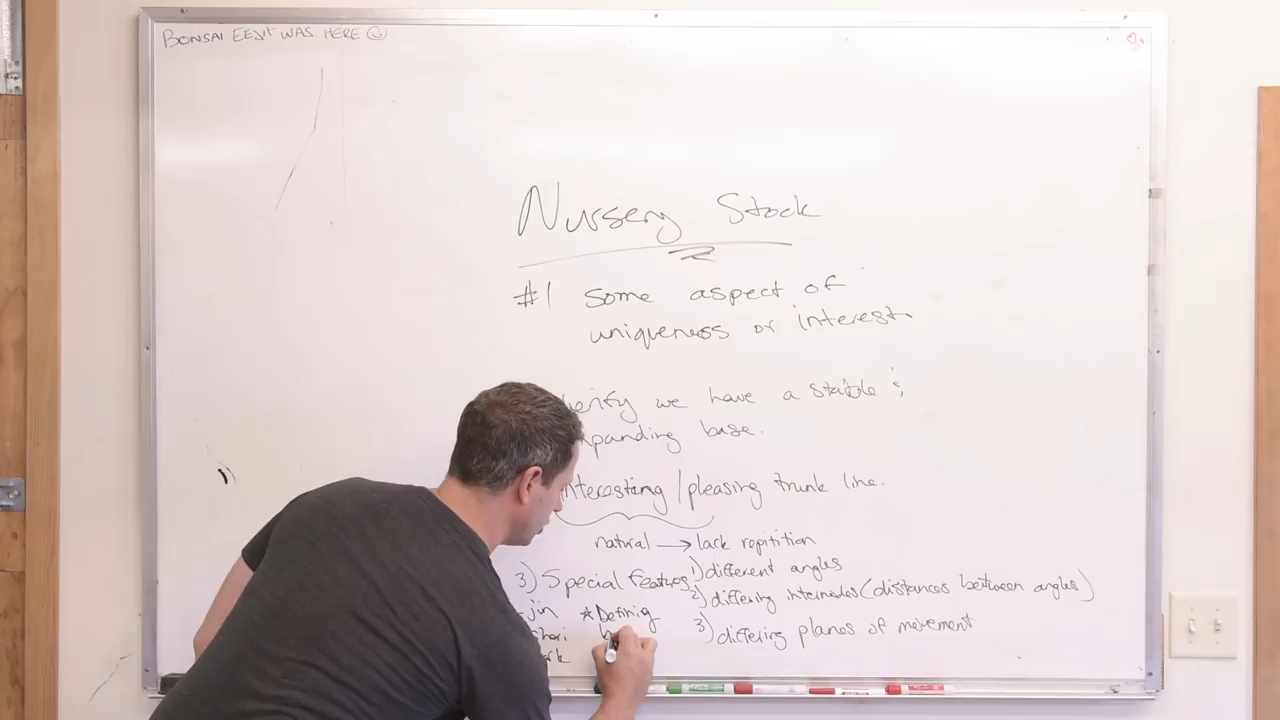 BONSAI EEJIT WAS HERE
Nursery Stock
#1 some aspect of
uniqueness or interest.
we have a stable &
expanding base.
interesting/pleasing trunk line.
natural → lack repitition
1) different angles
3) Special features
2) differing internodes (distances between angles)
jin *Defining
3) differing planes of movement